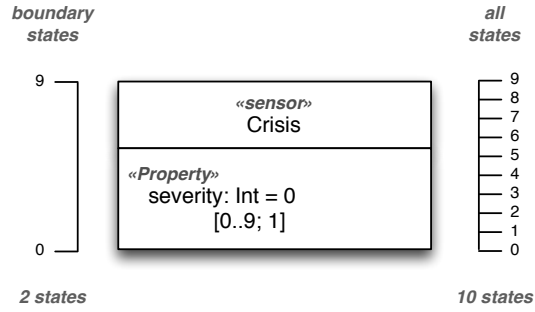 boundary
states
9
0
2 states
«sensor»
Crisis
«Property»
severity: Int = 0
[0..9; 1]
all
states
9
8
7
6
5
4
3
2
1
0
10 states